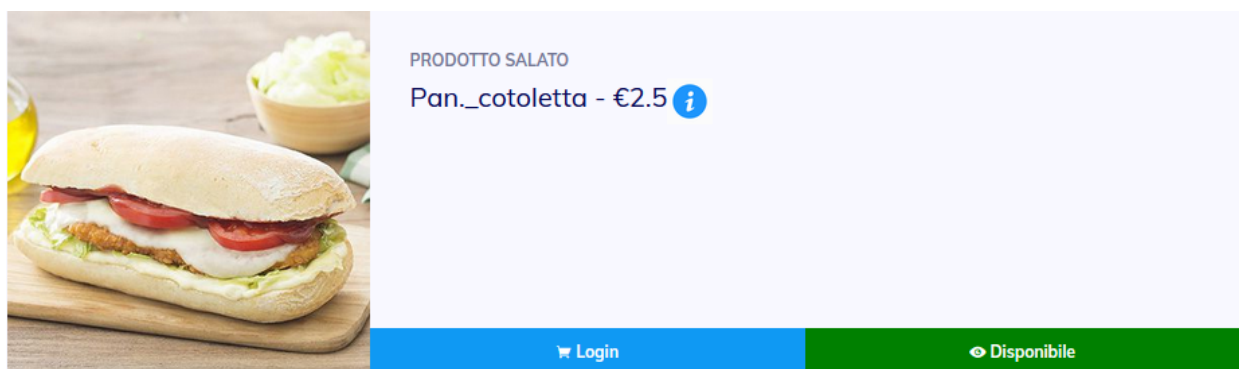 PRODOTTO SALATO
Pan._cotoletta - €2.5 i
Login
Disponibile